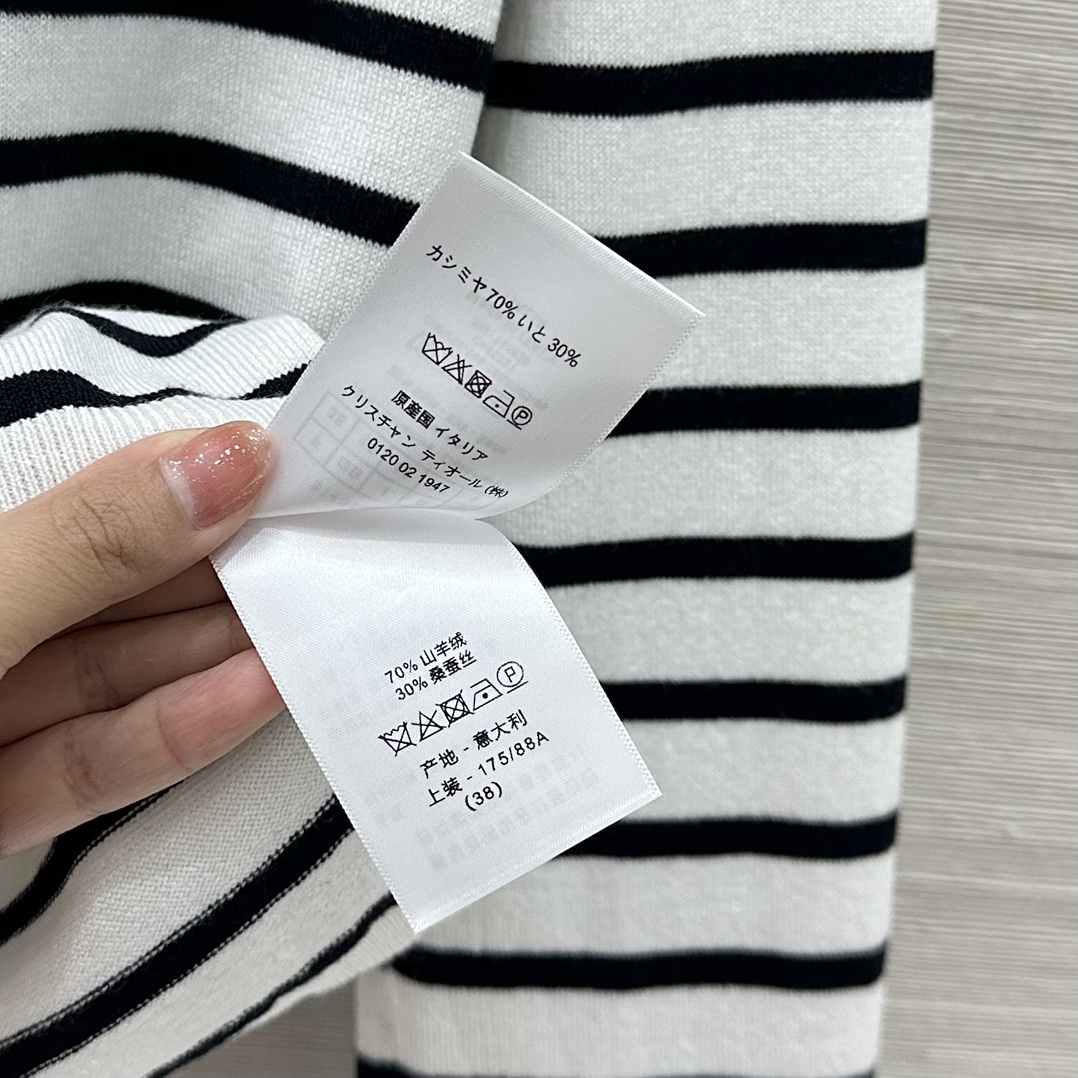 カシミヤ70% いと 30%
原産国 イタリア
クリスチャン ディオール (株)
0120 02 1947
70% 山羊绒
30% 桑蚕丝
产地 - 意大利
上装 - 175/88A
(38)